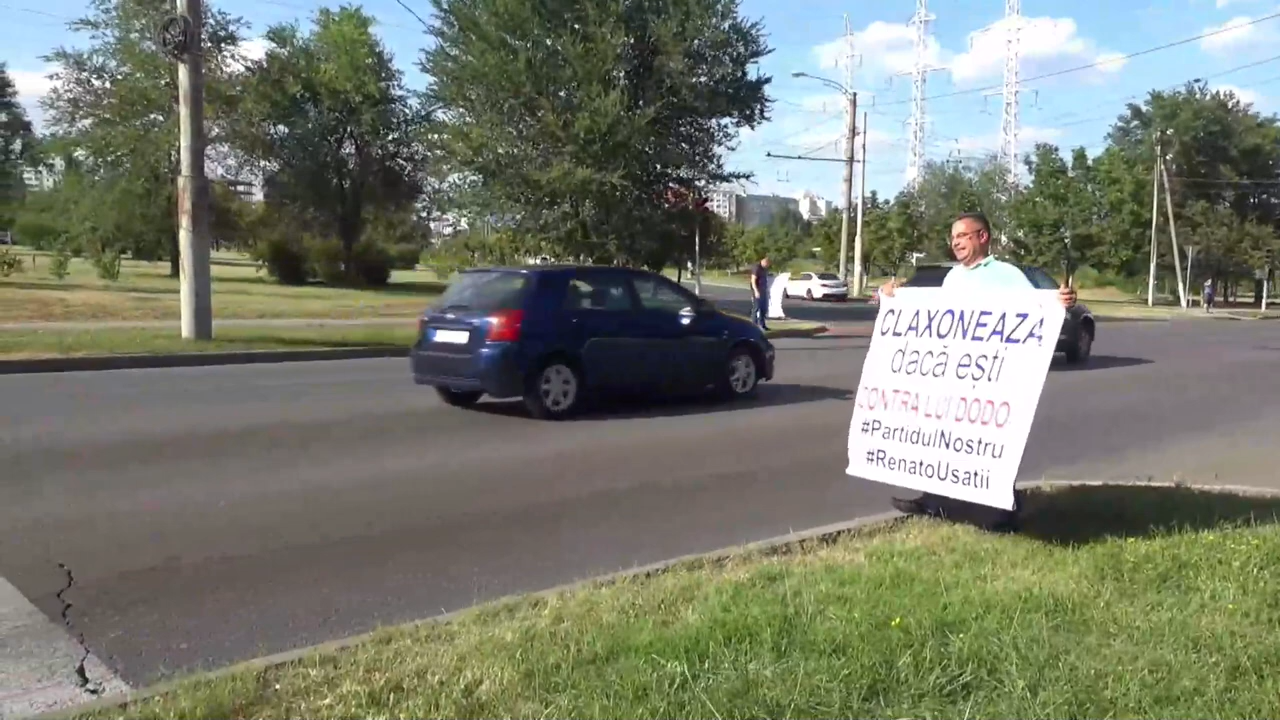 CLAXONEAZA
dacă ești
CONTRA LUI DODO
#PartidulNostru
#RenatoUsatii